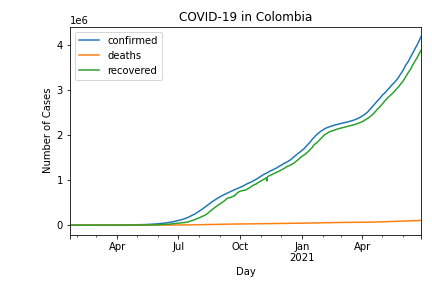 COVID-19 in Colombia
1e6
confirmed
deaths
recovered
Number of Cases
4
3
2
1
0
Apr Jul Oct Jan Apr
2021
Day